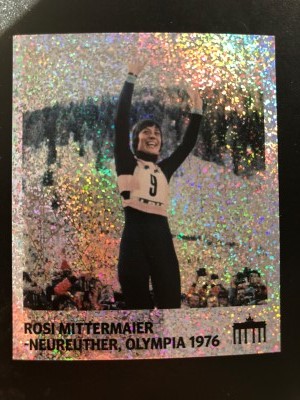 9
ROSI MITTERMAIER
-NEUREUTHER, OLYMPIA 1976